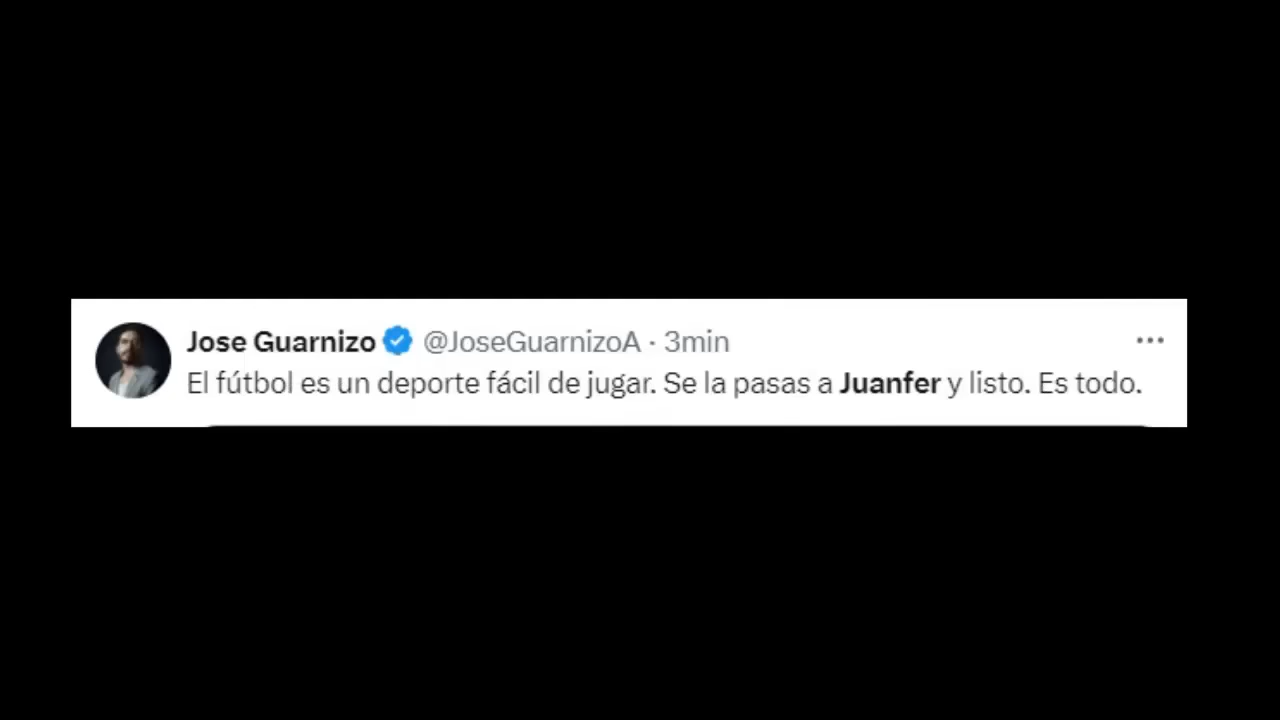 Jose Guarnizo @JoseGuarnizoA · 3min
El fútbol es un deporte fácil de jugar. Se la pasas a Juanfer y listo. Es todo.